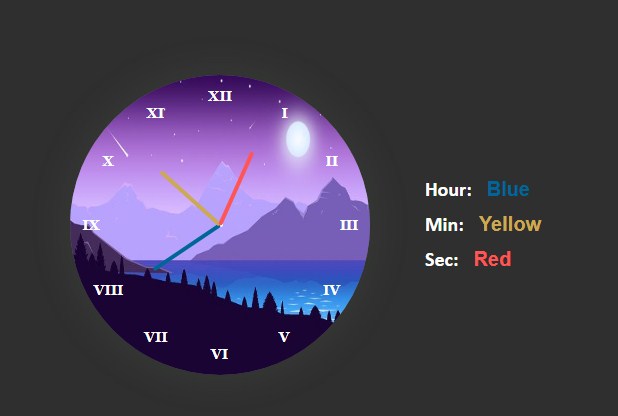 XII
XI
I
X
II
IX
III
VIII
IV
VII
V
VI
Hour: Blue
Min: Yellow
Sec: Red